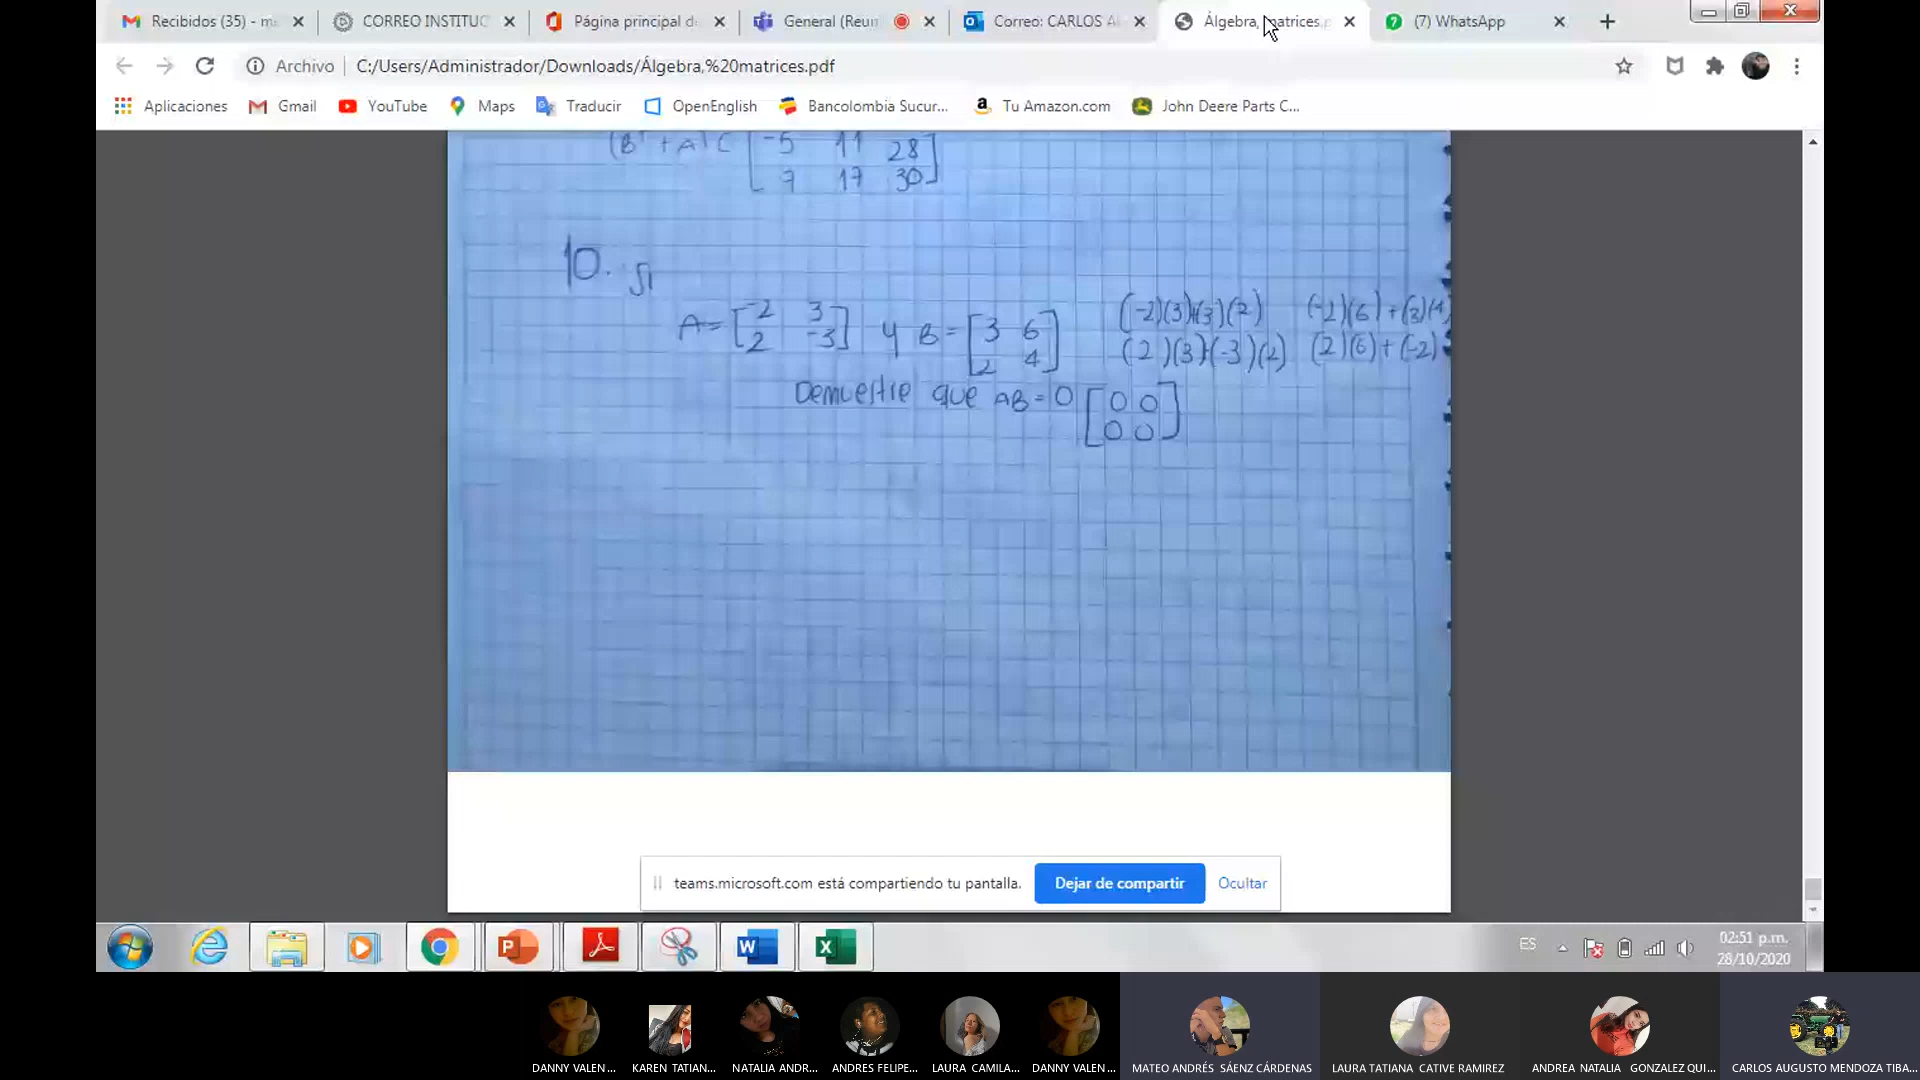 Recibidos (35) - m
CORREO INSTITUC
Página principal d
General (Reun
Correo: CARLOS A
Álgebra, matrices.p
(7) WhatsApp
Archivo | C:/Users/Administrador/Downloads/Álgebra,%20matrices.pdf
Aplicaciones Gmail YouTube Maps Traducir OpenEnglish Bancolombia Sucur... Tu Amazon.com John Deere Parts C...
-5 11 28
7 17 30
10. Si
A= [-2 3
2 -3] y B= [3 6
2 4]
(-2)(3)+(3)(2) (-2)(6)+(3)(4)
(2)(3)+(-3)(2) (2)(6)+(-2)
Demuestre que AB=0 [0 0
0 0]
teams.microsoft.com está compartiendo tu pantalla. Dejar de compartir Ocultar
ES
02:51 p.m.
28/10/2020
DANNY VALEN... KAREN TATIAN... NATALIA ANDR... ANDRES FELIPE... LAURA CAMILA... DANNY VALEN... MATEO ANDRÉS SÁENZ CÁRDENAS LAURA TATIANA CATIVE RAMIREZ ANDREA NATALIA GONZALEZ QUI... CARLOS AUGUSTO MENDOZA TIBA...